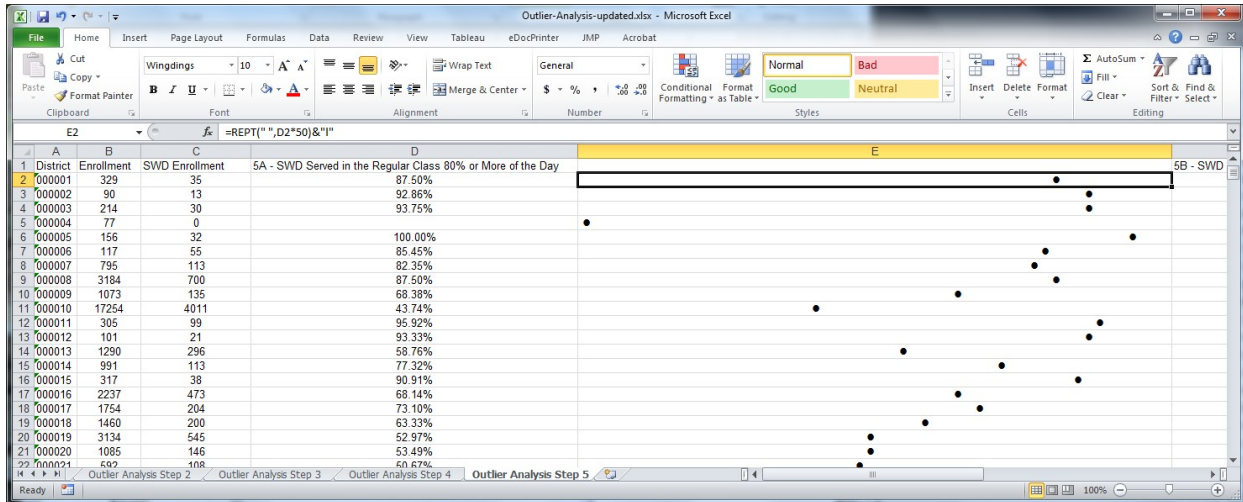 Outlier-Analysis-updated.xlsx - Microsoft Excel
File Home Insert Page Layout Formulas Data Review View Tableau eDocPrinter JMP Acrobat
Paste
Cut
Copy
Format Painter
Clipboard
Wingdings 10 A A
B I U A
Font
Wrap Text
Merge & Center
Alignment
General
$ % , .0 .00 .00 .0
Number
Conditional Formatting
Format as Table
Normal Bad
Good Neutral
Styles
Insert Delete Format
Cells
Σ AutoSum
Fill
Clear
Sort & Filter
Find & Select
Editing
E2 fx =REPT(" ",D2*50)&"l"
A B C D E
1 District Enrollment SWD Enrollment 5A - SWD Served in the Regular Class 80% or More of the Day 5B - SWD
2 000001 329 35 87.50%
3 000002 90 13 92.86%
4 000003 214 30 93.75%
5 000004 77 0
6 000005 156 32 100.00%
7 000006 117 55 85.45%
8 000007 795 113 82.35%
9 000008 3184 700 87.50%
10 000009 1073 135 68.38%
11 000010 17254 4011 43.74%
12 000011 305 99 95.92%
13 000012 101 21 93.33%
14 000013 1290 296 58.76%
15 000014 991 113 77.32%
16 000015 317 38 90.91%
17 000016 2237 473 68.14%
18 000017 1754 204 73.10%
19 000018 1460 200 63.33%
20 000019 3134 545 52.97%
21 000020 1085 146 53.49%
22 000021 592 108 50.67%
Outlier Analysis Step 2 Outlier Analysis Step 3 Outlier Analysis Step 4 Outlier Analysis Step 5
Ready 100%